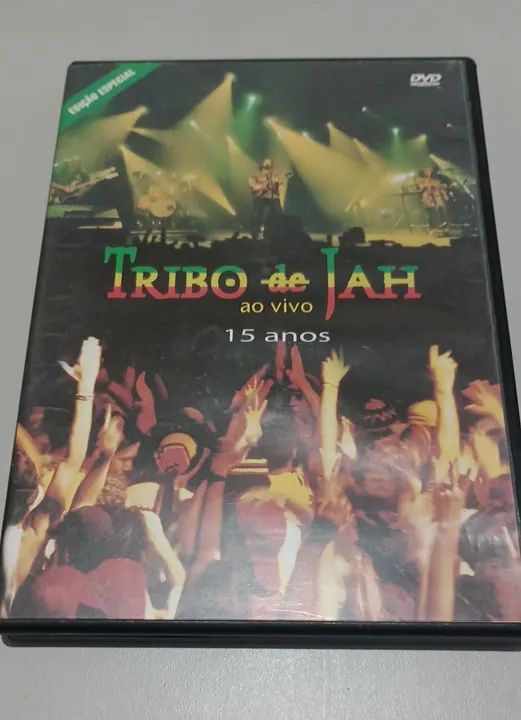 EDIÇÃO ESPECIAL
DVD
TRIBO de JAH
ao vivo
15 anos